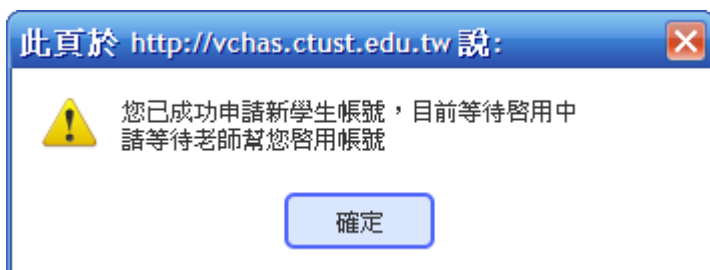 此頁於 http://vchas.ctust.edu.tw 說:
您已成功申請新學生帳號，目前等待啓用中
請等待老師幫您啓用帳號
確定